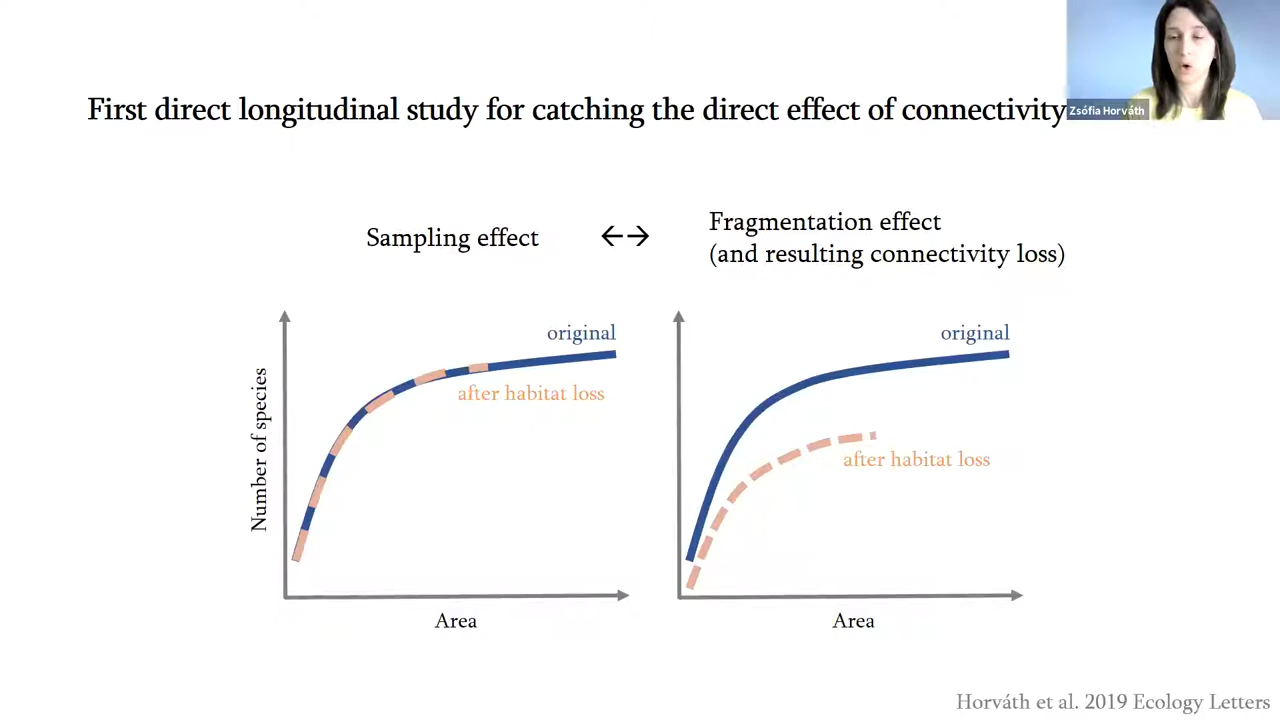 First direct longitudinal study for catching the direct effect of connectivity
Zsófia Horváth
Sampling effect
←→
Fragmentation effect
(and resulting connectivity loss)
original
after habitat loss
Number of species
Area
original
after habitat loss
Area
Horváth et al. 2019 Ecology Letters